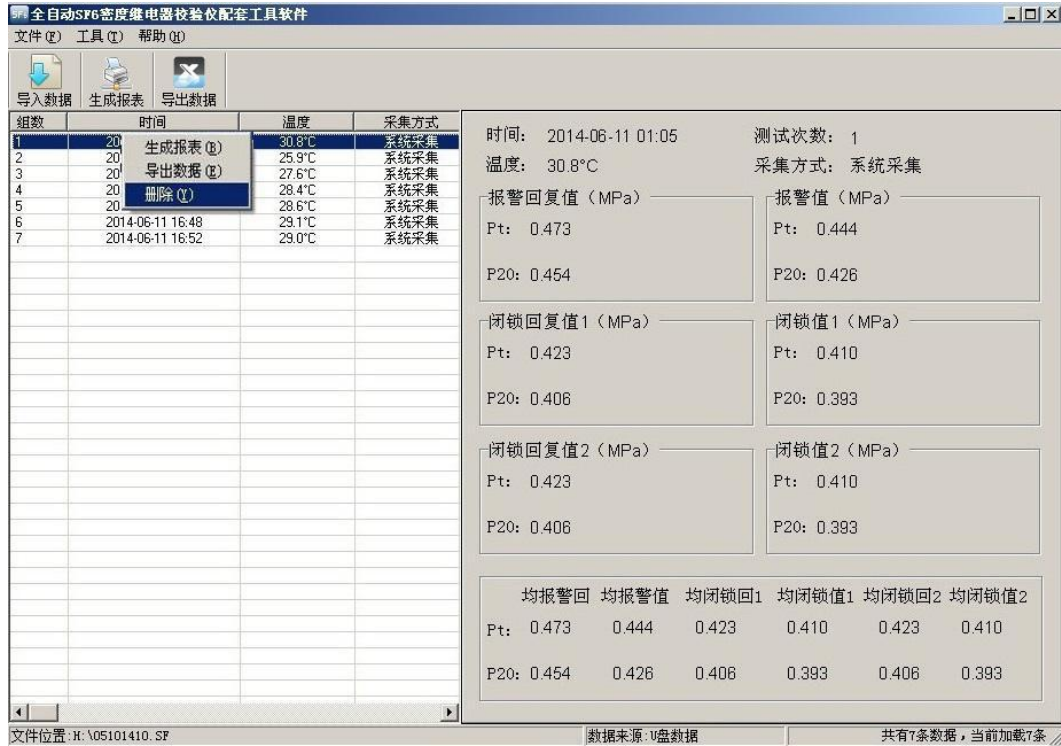 SF6 全自动SF6密度继电器校验仪配套工具软件
文件(F) 工具(T) 帮助(H)
导入数据 生成报表 导出数据
组数 时间 温度 采集方式
1 20 30.8°C 系统采集
2 20 25.9°C 系统采集
3 20 27.6°C 系统采集
4 20 28.4°C 系统采集
5 20 28.6°C 系统采集
6 2014-06-11 16:48 29.1°C 系统采集
7 2014-06-11 16:52 29.0°C 系统采集
生成报表(B)
导出数据(E)
删除(Y)
时间: 2014-06-11 01:05 测试次数: 1
温度: 30.8°C 采集方式: 系统采集
报警回复值(MPa) 报警值(MPa)
Pt: 0.473 Pt: 0.444
P20: 0.454 P20: 0.426
闭锁回复值1(MPa) 闭锁值1(MPa)
Pt: 0.423 Pt: 0.410
P20: 0.406 P20: 0.393
闭锁回复值2(MPa) 闭锁值2(MPa)
Pt: 0.423 Pt: 0.410
P20: 0.406 P20: 0.393
均报警回 均报警值 均闭锁回1 均闭锁值1 均闭锁回2 均闭锁值2
Pt: 0.473 0.444 0.423 0.410 0.423 0.410
P20: 0.454 0.426 0.406 0.393 0.406 0.393
文件位置:H:\05101410.SF 数据来源:U盘数据 共有7条数据,当前加载7条